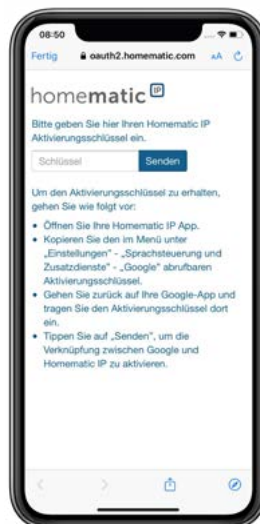 08:50
Fertig oauth2.homematic.com AA
homematic IP
Bitte geben Sie hier Ihren Homematic IP
Aktivierungsschlüssel ein.
Schlüssel Senden
Um den Aktivierungsschlüssel zu erhalten,
gehen Sie wie folgt vor:
• Öffnen Sie Ihre Homematic IP App.
• Kopieren Sie den im Menü unter
„Einstellungen" - „Sprachsteuerung und
Zusatzdienste" - „Google" abrufbaren
Aktivierungsschlüssel.
• Gehen Sie zurück auf Ihre Google-App und
tragen Sie den Aktivierungsschlüssel dort
ein.
• Tippen Sie auf „Senden", um die
Verknüpfung zwischen Google und
Homematic IP zu aktivieren.